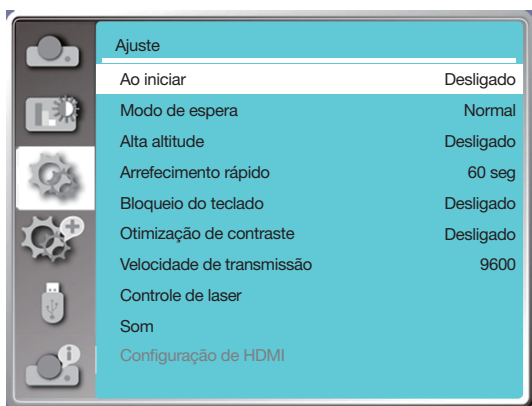 Ajuste
Ao iniciar Desligado
Modo de espera Normal
Alta altitude Desligado
Arrefecimento rápido 60 seg
Bloqueio do teclado Desligado
Otimização de contraste Desligado
Velocidade de transmissão 9600
Controle de laser
Som
Configuração de HDMI